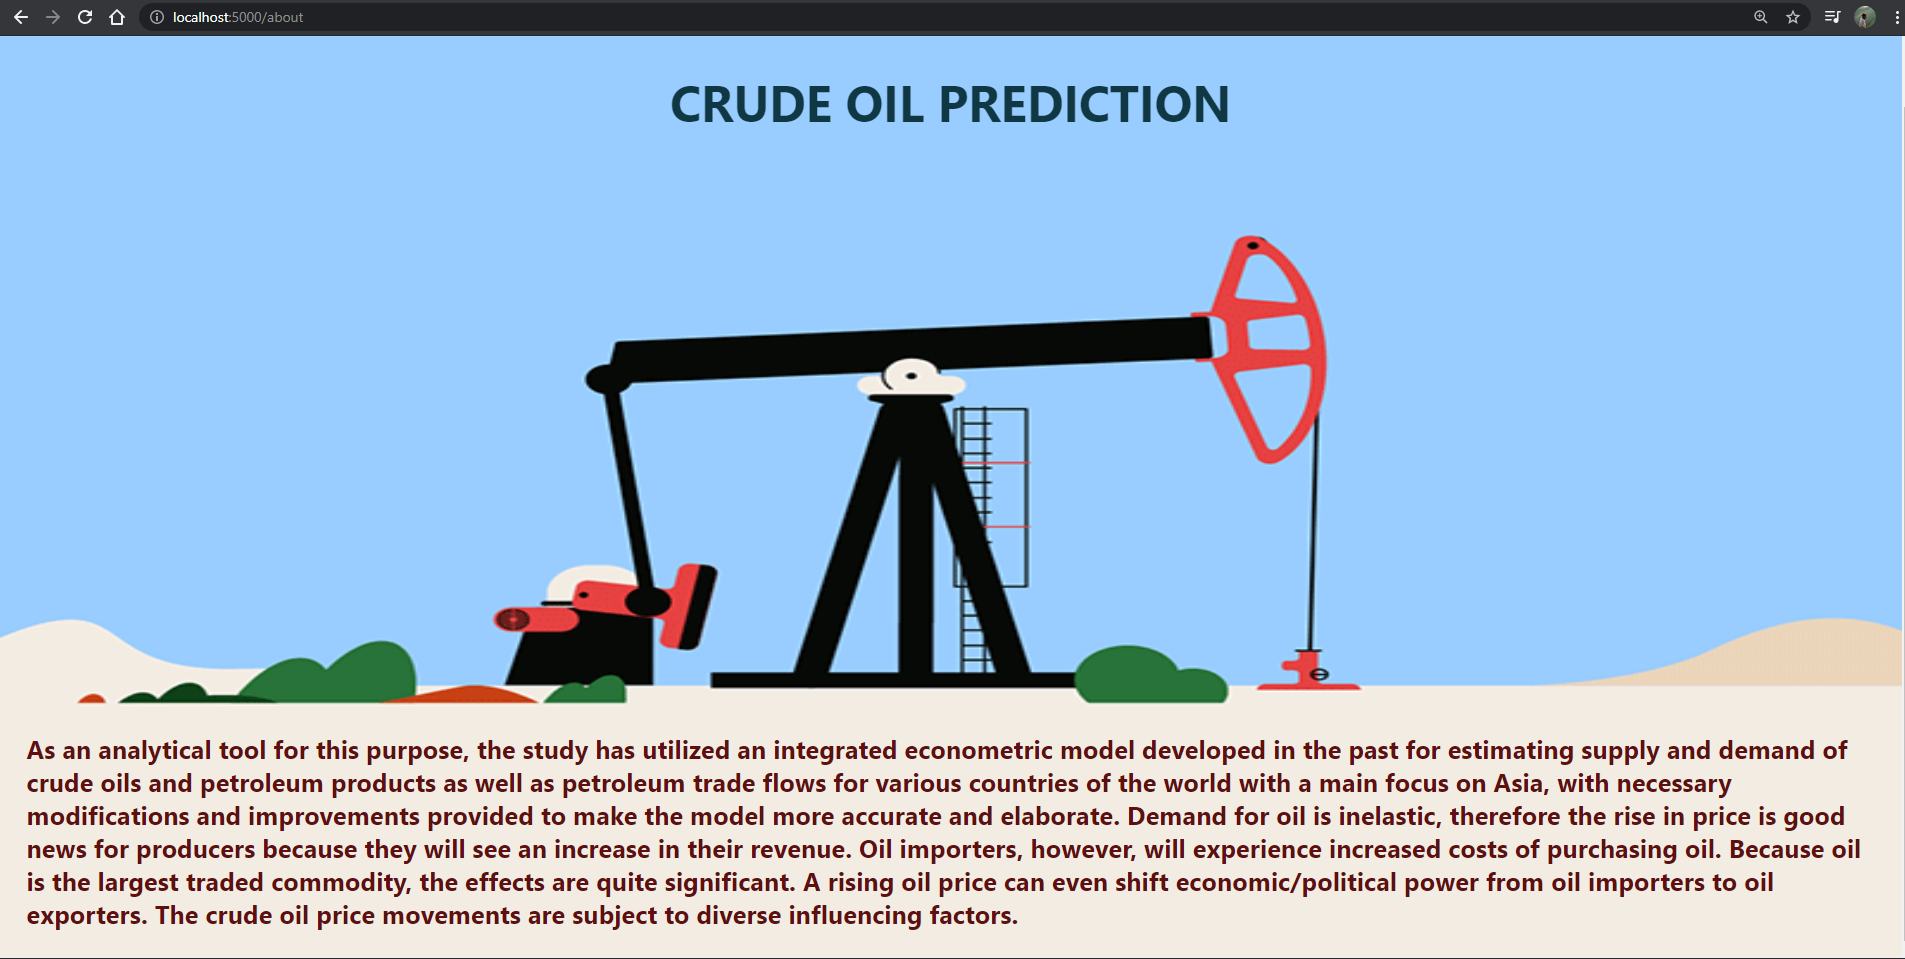 localhost:5000/about
CRUDE OIL PREDICTION
As an analytical tool for this purpose, the study has utilized an integrated econometric model developed in the past for estimating supply and demand of
crude oils and petroleum products as well as petroleum trade flows for various countries of the world with a main focus on Asia, with necessary
modifications and improvements provided to make the model more accurate and elaborate. Demand for oil is inelastic, therefore the rise in price is good
news for producers because they will see an increase in their revenue. Oil importers, however, will experience increased costs of purchasing oil. Because oil
is the largest traded commodity, the effects are quite significant. A rising oil price can even shift economic/political power from oil importers to oil
exporters. The crude oil price movements are subject to diverse influencing factors.